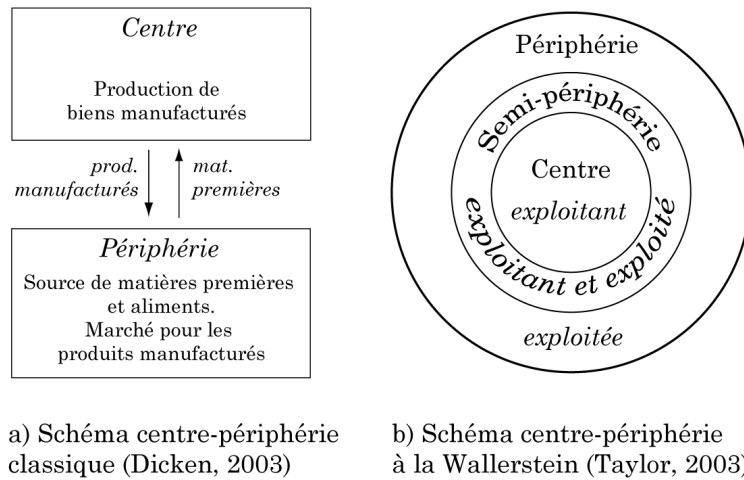 Centre
Production de
biens manufacturés
prod.
manufacturés
mat.
premières
Périphérie
Source de matières premières
et aliments.
Marché pour les
produits manufacturés
a) Schéma centre-périphérie
classique (Dicken, 2003)
Périphérie
Semi-périphérie
Centre
exploitant
exploitant et exploité
exploitée
b) Schéma centre-périphérie
à la Wallerstein (Taylor, 2003)